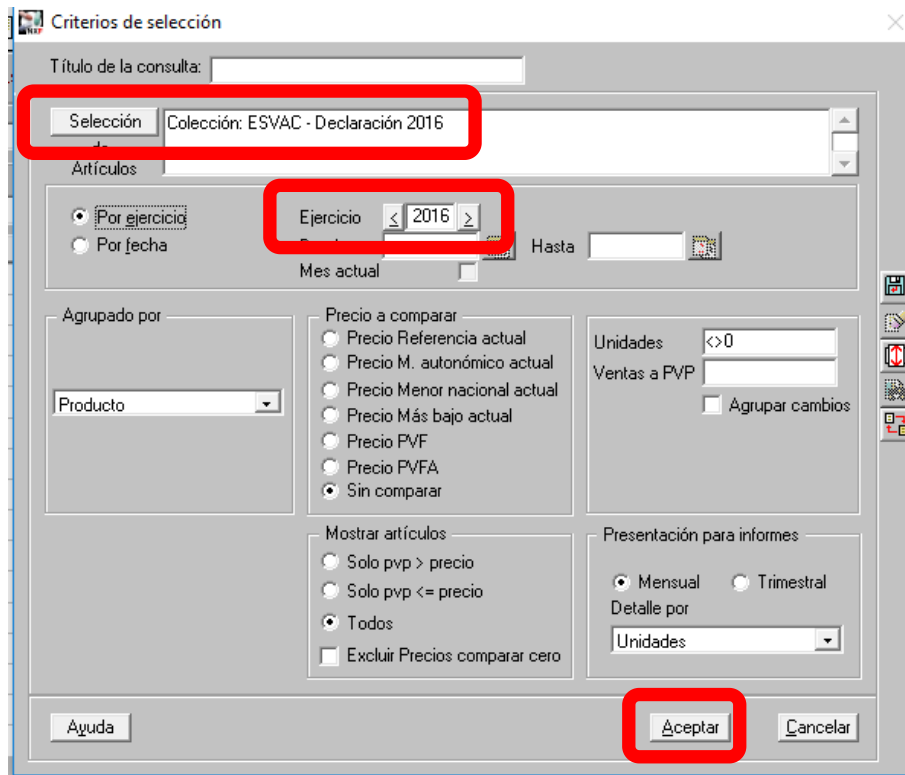 Criterios de selección
Título de la consulta:
Selección
Colección: ESVAC - Declaración 2016
Artículos
Por ejercicio
Ejercicio < 2016 >
Por fecha
Hasta
Mes actual
Agrupado por
Producto
Precio a comparar
Precio Referencia actual
Precio M. autonómico actual
Precio Menor nacional actual
Precio Más bajo actual
Precio PVF
Precio PVFA
Sin comparar
Unidades <>0
Ventas a PVP
Agrupar cambios
Mostrar artículos
Solo pvp > precio
Solo pvp <= precio
Todos
Excluir Precios comparar cero
Presentación para informes
Mensual Trimestral
Detalle por
Unidades
Ayuda
Aceptar
Cancelar